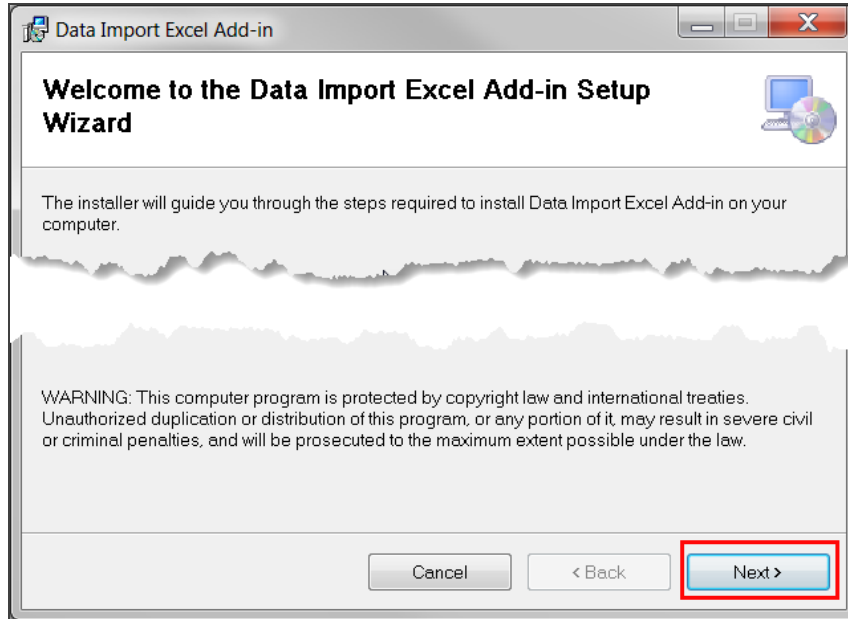 Data Import Excel Add-in
Welcome to the Data Import Excel Add-in Setup
Wizard
The installer will guide you through the steps required to install Data Import Excel Add-in on your
computer.
WARNING: This computer program is protected by copyright law and international treaties.
Unauthorized duplication or distribution of this program, or any portion of it, may result in severe civil
or criminal penalties, and will be prosecuted to the maximum extent possible under the law.
Cancel
< Back
Next >